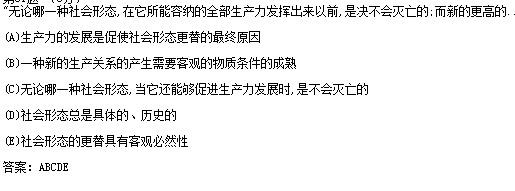 "无论哪一种社会形态,在它所能容纳的全部生产力发挥出来以前,是决不会灭亡的;而新的更高的..
(A)生产力的发展是促使社会形态更替的最终原因
(B)一种新的生产关系的产生需要客观的物质条件的成熟
(C)无论哪一种社会形态,当它还能够促进生产力发展时,是不会灭亡的
(D)社会形态总是具体的、历史的
(E)社会形态的更替具有客观必然性
答案: ABCDE